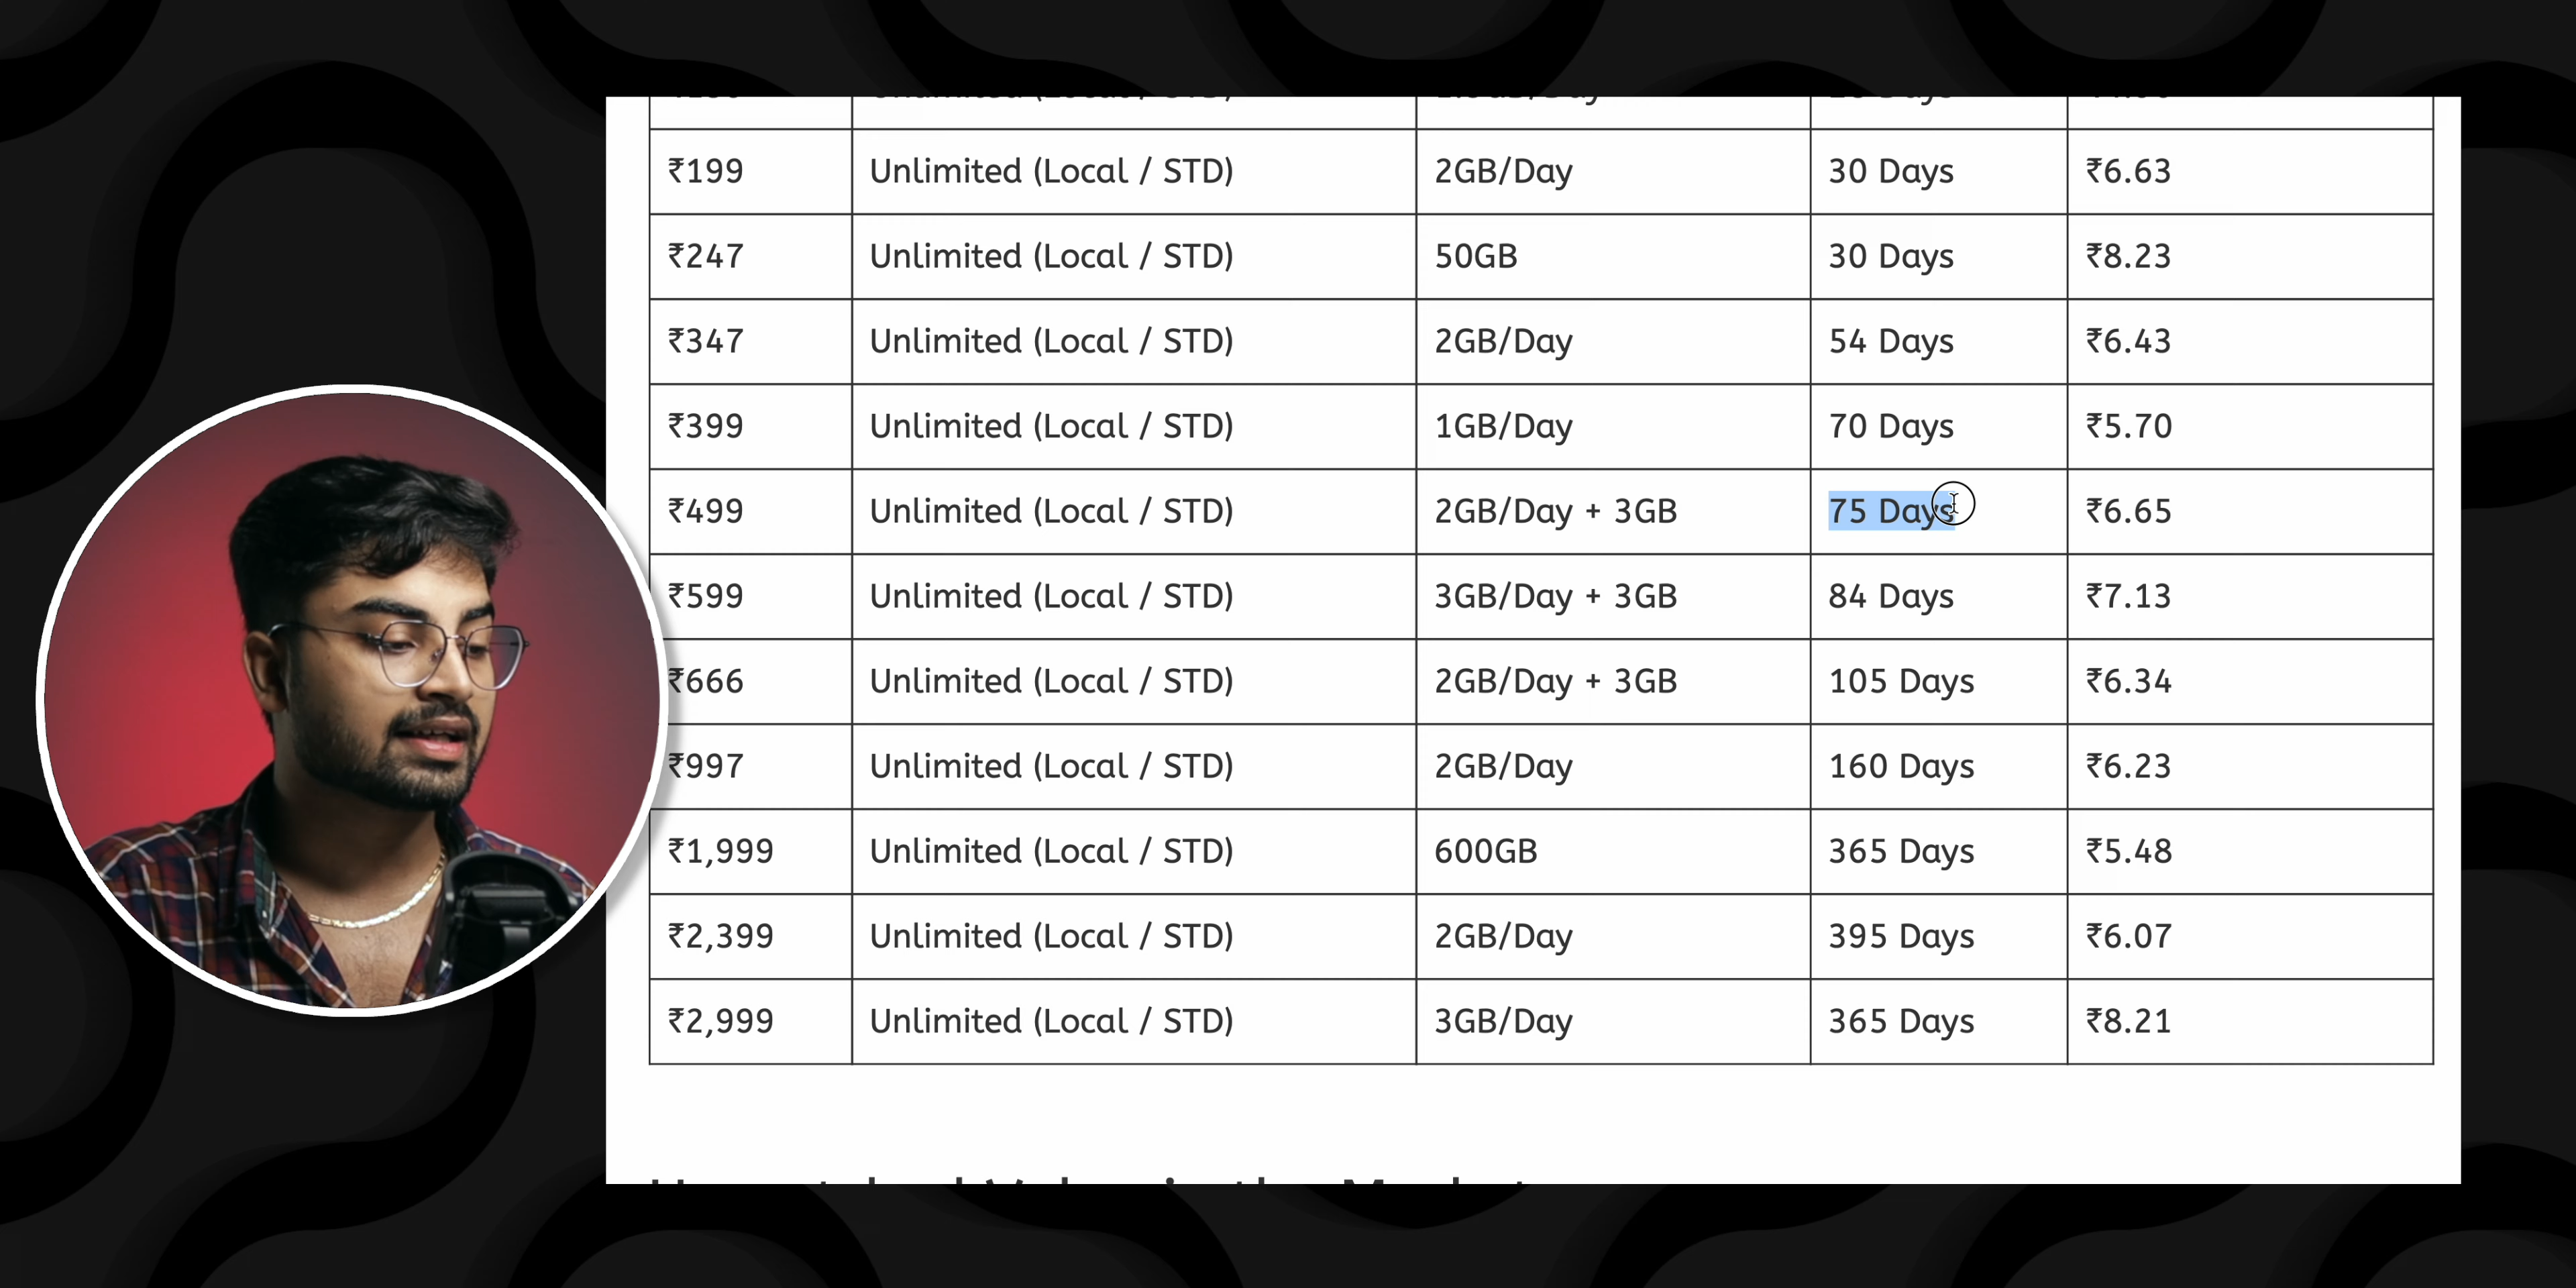 ₹199 Unlimited (Local / STD) 2GB/Day 30 Days ₹6.63
₹247 Unlimited (Local / STD) 50GB 30 Days ₹8.23
₹347 Unlimited (Local / STD) 2GB/Day 54 Days ₹6.43
₹399 Unlimited (Local / STD) 1GB/Day 70 Days ₹5.70
₹499 Unlimited (Local / STD) 2GB/Day + 3GB 75 Days ₹6.65
₹599 Unlimited (Local / STD) 3GB/Day + 3GB 84 Days ₹7.13
₹666 Unlimited (Local / STD) 2GB/Day + 3GB 105 Days ₹6.34
₹997 Unlimited (Local / STD) 2GB/Day 160 Days ₹6.23
₹1,999 Unlimited (Local / STD) 600GB 365 Days ₹5.48
₹2,399 Unlimited (Local / STD) 2GB/Day 395 Days ₹6.07
₹2,999 Unlimited (Local / STD) 3GB/Day 365 Days ₹8.21